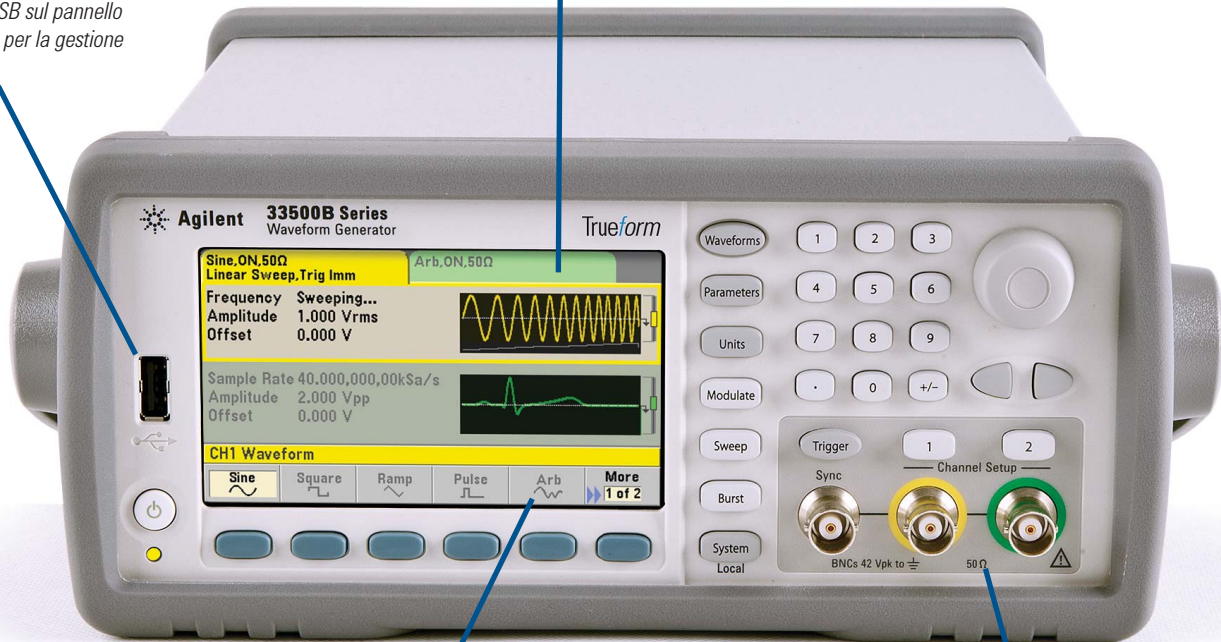 SB sul pannello
per la gestione
Agilent
33500B Series
Waveform Generator
Trueform
Sine,ON,50Ω
Linear Sweep,Trig Imm
Arb,ON,50Ω
Frequency Sweeping...
Amplitude 1.000 Vrms
Offset 0.000 V
Sample Rate 40.000,000,00kSa/s
Amplitude 2.000 Vpp
Offset 0.000 V
CH1 Waveform
Sine
Square
Ramp
Pulse
Arb
More
1 of 2
Waveforms
Parameters
Units
Modulate
Sweep
Burst
System
Local
1 2 3
4 5 6
7 8 9
. 0 +/-
Trigger
1
2
Channel Setup
Sync
BNCs 42 Vpk to ⏚
50 Ω